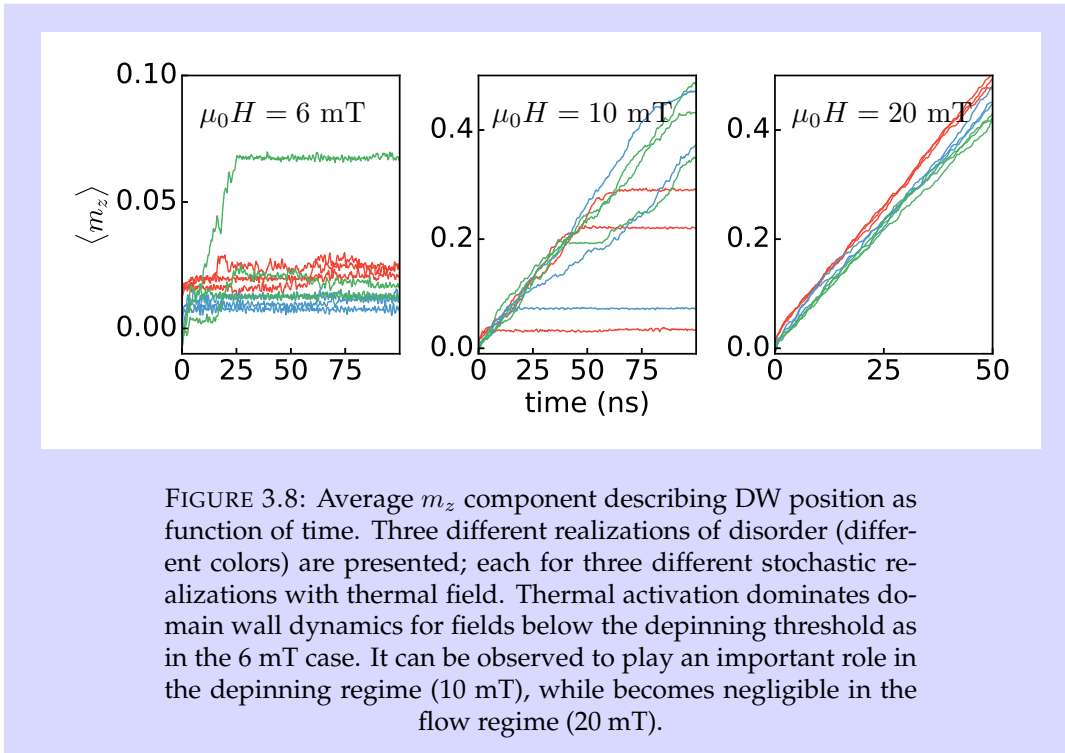 0.10
0.05
0.00
⟨m_z⟩
μ₀H = 6 mT
0 25 50 75
0.4
0.2
0.0
μ₀H = 10 mT
0 25 50 75
time (ns)
0.4
0.2
0.0
μ₀H = 20 mT
0 25 50
FIGURE 3.8: Average m_z component describing DW position as
function of time. Three different realizations of disorder (differ-
ent colors) are presented; each for three different stochastic re-
alizations with thermal field. Thermal activation dominates do-
main wall dynamics for fields below the depinning threshold as
in the 6 mT case. It can be observed to play an important role in
the depinning regime (10 mT), while becomes negligible in the
flow regime (20 mT).